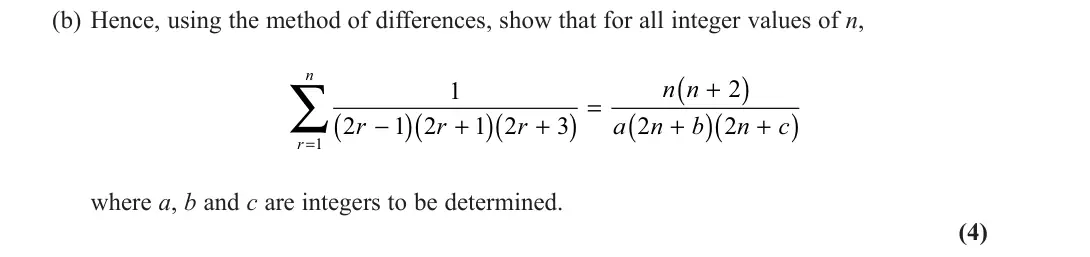 (b) Hence, using the method of differences, show that for all integer values of n,
n
∑ 1/((2r − 1)(2r + 1)(2r + 3)) = n(n + 2)/(a(2n + b)(2n + c))
r=1
where a, b and c are integers to be determined.
(4)